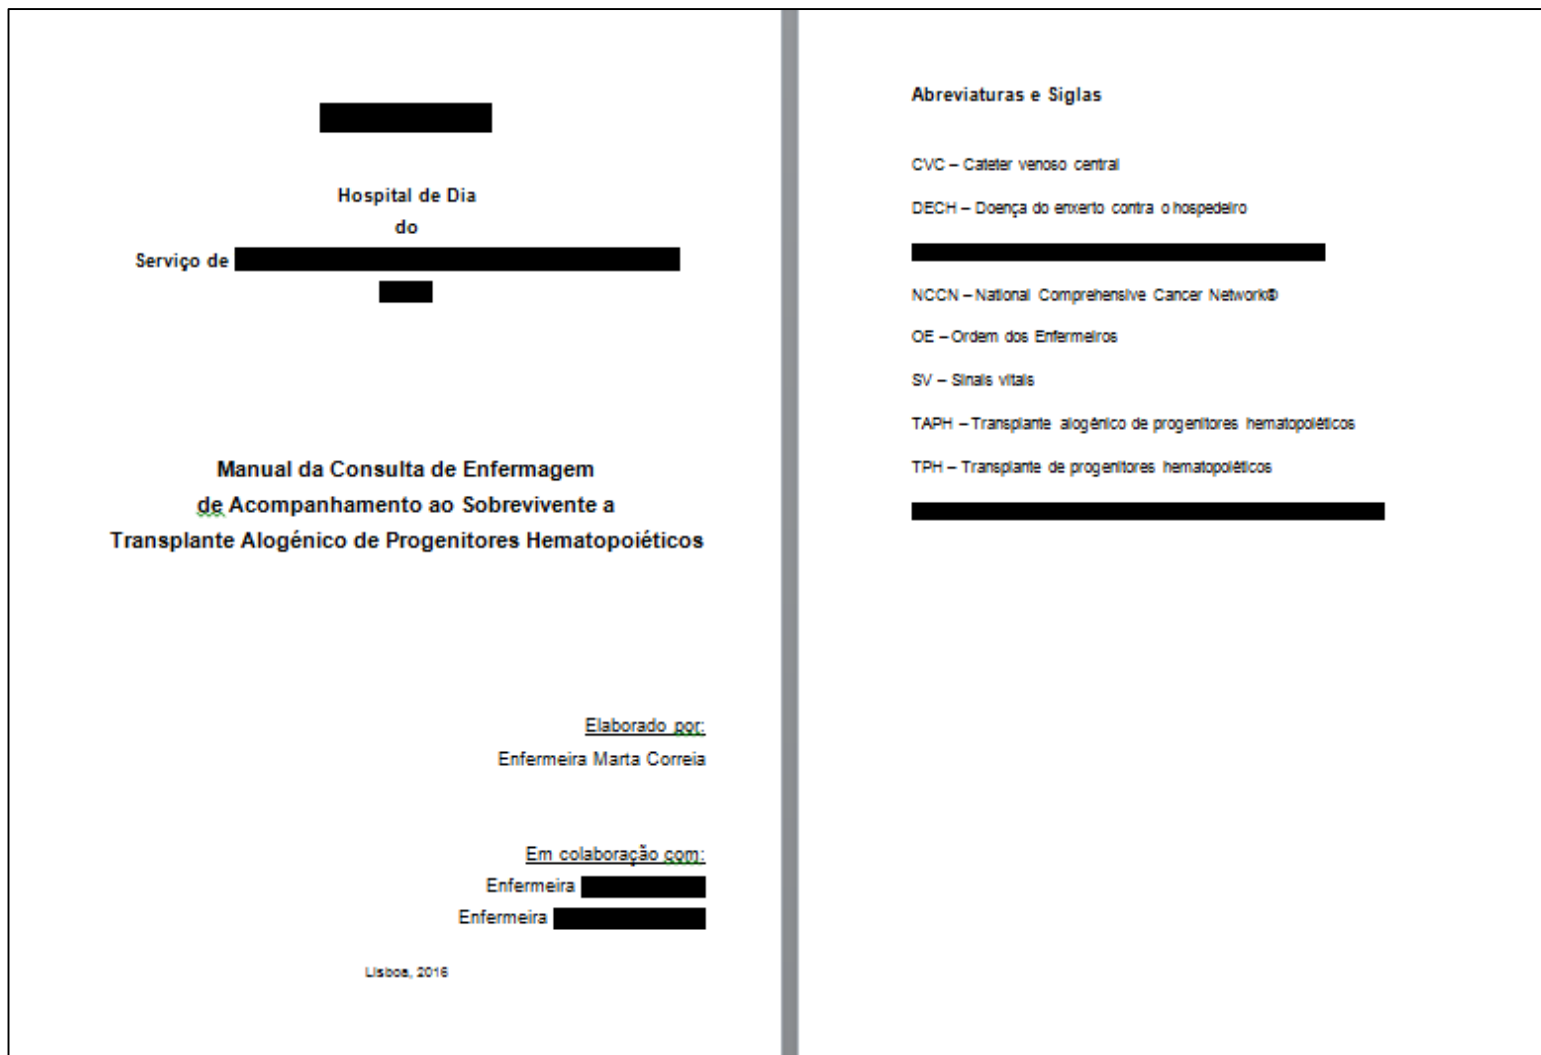 Hospital de Dia
do
Serviço de
Manual da Consulta de Enfermagem
de Acompanhamento ao Sobrevivente a
Transplante Alogénico de Progenitores Hematopoiéticos
Elaborado por:
Enfermeira Marta Correia
Em colaboração com:
Enfermeira
Enfermeira
Lisboa, 2016
Abreviaturas e Siglas
CVC – Cateter venoso central
DECH – Doença do enxerto contra o hospedeiro
NCCN – National Comprehensive Cancer Network®
OE – Ordem dos Enfermeiros
SV – Sinais vitais
TAPH – Transplante alogénico de progenitores hematopoiéticos
TPH – Transplante de progenitores hematopoiéticos